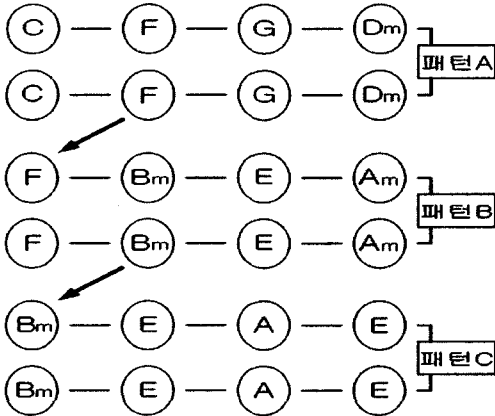 C — F — G — Dm
패턴A
C — F — G — Dm
F — Bm — E — Am
패턴B
F — Bm — E — Am
Bm — E — A — E
패턴C
Bm — E — A — E